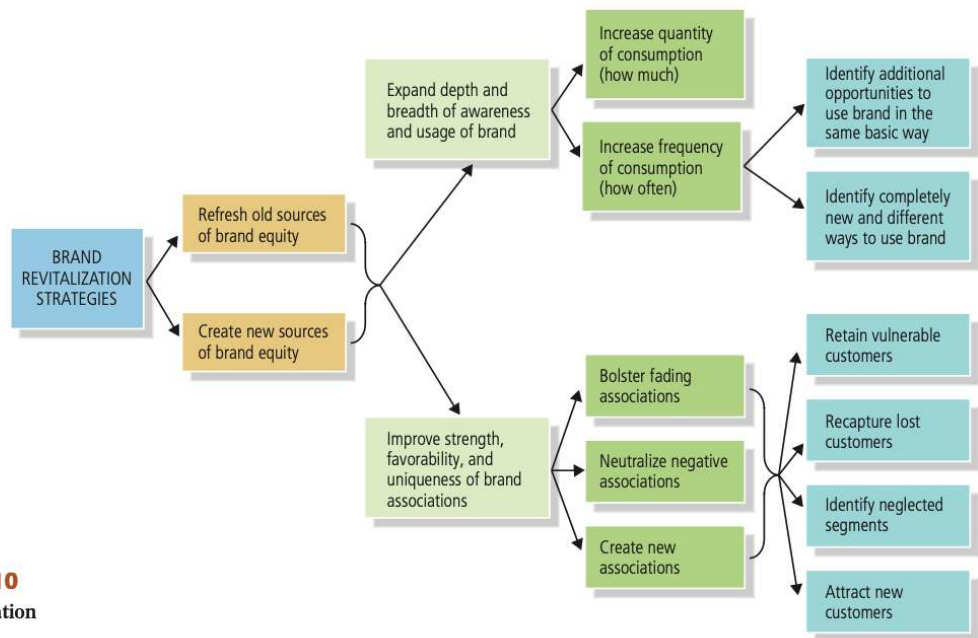 BRAND
REVITALIZATION
STRATEGIES
Refresh old sources
of brand equity
Create new sources
of brand equity
Expand depth and
breadth of awareness
and usage of brand
Improve strength,
favorability, and
uniqueness of brand
associations
Increase quantity
of consumption
(how much)
Increase frequency
of consumption
(how often)
Bolster fading
associations
Neutralize negative
associations
Create new
associations
Identify additional
opportunities to
use brand in the
same basic way
Identify completely
new and different
ways to use brand
Retain vulnerable
customers
Recapture lost
customers
Identify neglected
segments
Attract new
customers